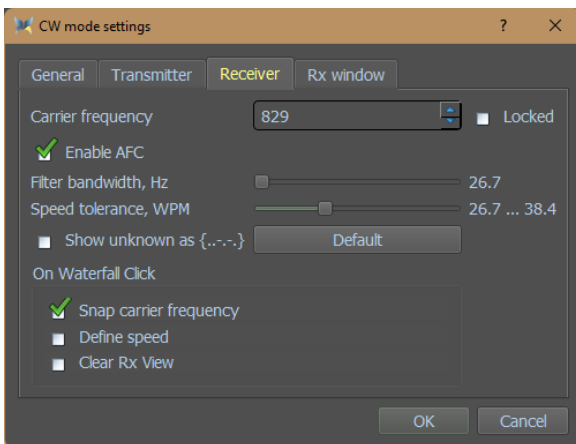 CW mode settings ? ×
General Transmitter Receiver Rx window
Carrier frequency 829 Locked
Enable AFC
Filter bandwidth, Hz 26.7
Speed tolerance, WPM 26.7 ... 38.4
Show unknown as {..-.-.} Default
On Waterfall Click
Snap carrier frequency
Define speed
Clear Rx View
OK Cancel